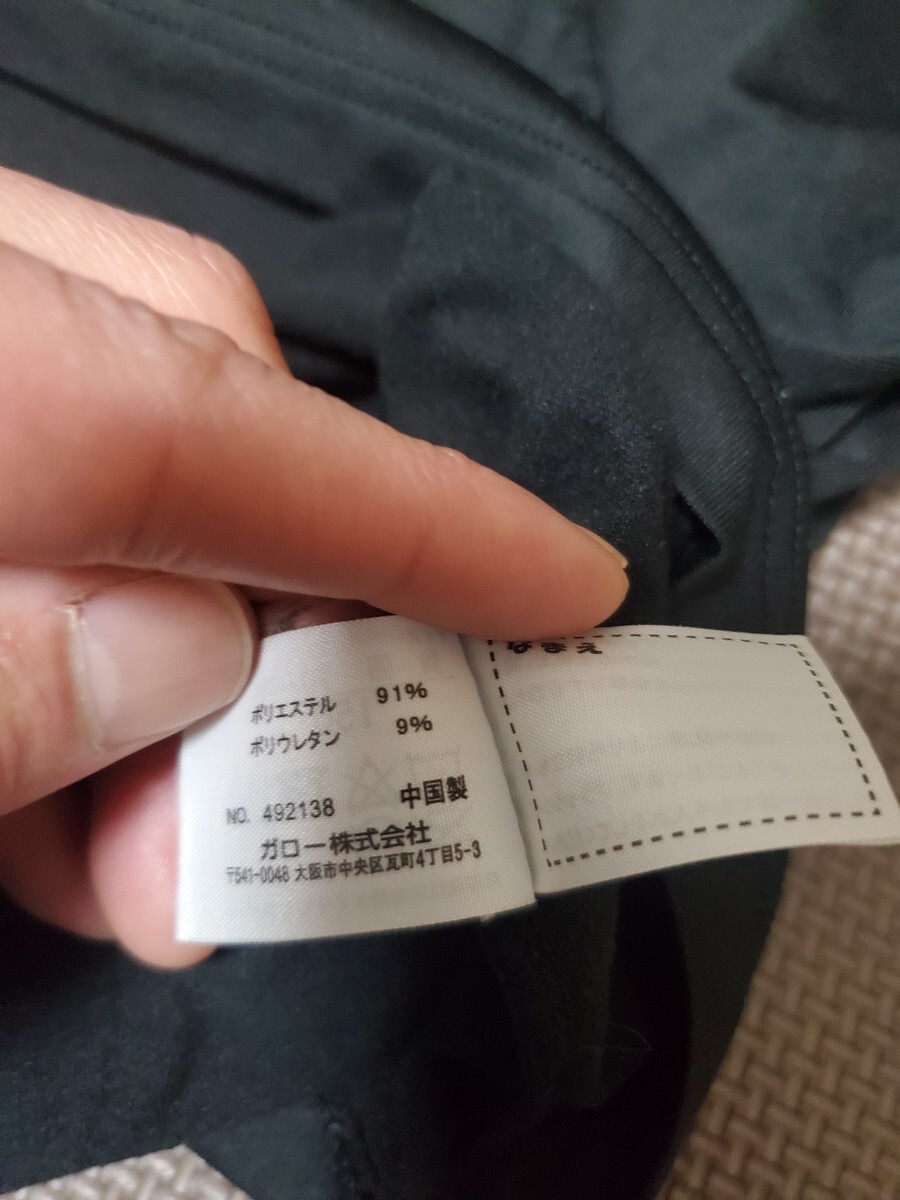 ポリエステル 91%
ポリウレタン 9%
中国製
NO. 492138
ガロー株式会社
〒541-0048 大阪市中央区瓦町4丁目5-3
なまえ